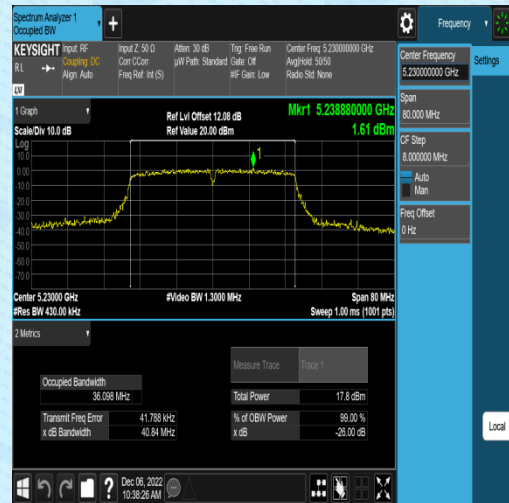 Spectrum Analyzer 1
Occupied BW
+
Frequency
KEYSIGHT
RL
LXI
Input: RF
Coupling: DC
Align: Auto
Input Z: 50 Ω
Corr CCorr
Freq Ref: Int (S)
Atten: 30 dB
µW Path: Standard
Trig: Free Run
Gate: Off
#IF Gain: Low
Center Freq: 5.230000000 GHz
Avg|Hold: 50/50
Radio Std: None
Center Frequency
5.230000000 GHz
Settings
Span
80.000 MHz
CF Step
8.000000 MHz
Auto
Man
Freq Offset
0 Hz
Local
1 Graph
Scale/Div 10.0 dB
Ref Lvl Offset 12.08 dB
Ref Value 20.00 dBm
Mkr1 5.238880000 GHz
1.61 dBm
Log
10.0
0.00
-10.0
-20.0
-30.0
-40.0
-50.0
-60.0
-70.0
1
Center 5.23000 GHz
#Res BW 430.00 kHz
#Video BW 1.3000 MHz
Span 80 MHz
Sweep 1.00 ms (1001 pts)
2 Metrics
Measure Trace
Trace 1
Occupied Bandwidth
36.098 MHz
Total Power
17.8 dBm
Transmit Freq Error
41.788 kHz
% of OBW Power
99.00 %
x dB Bandwidth
40.84 MHz
x dB
-26.00 dB
?
Dec 06, 2022
10:38:26 AM